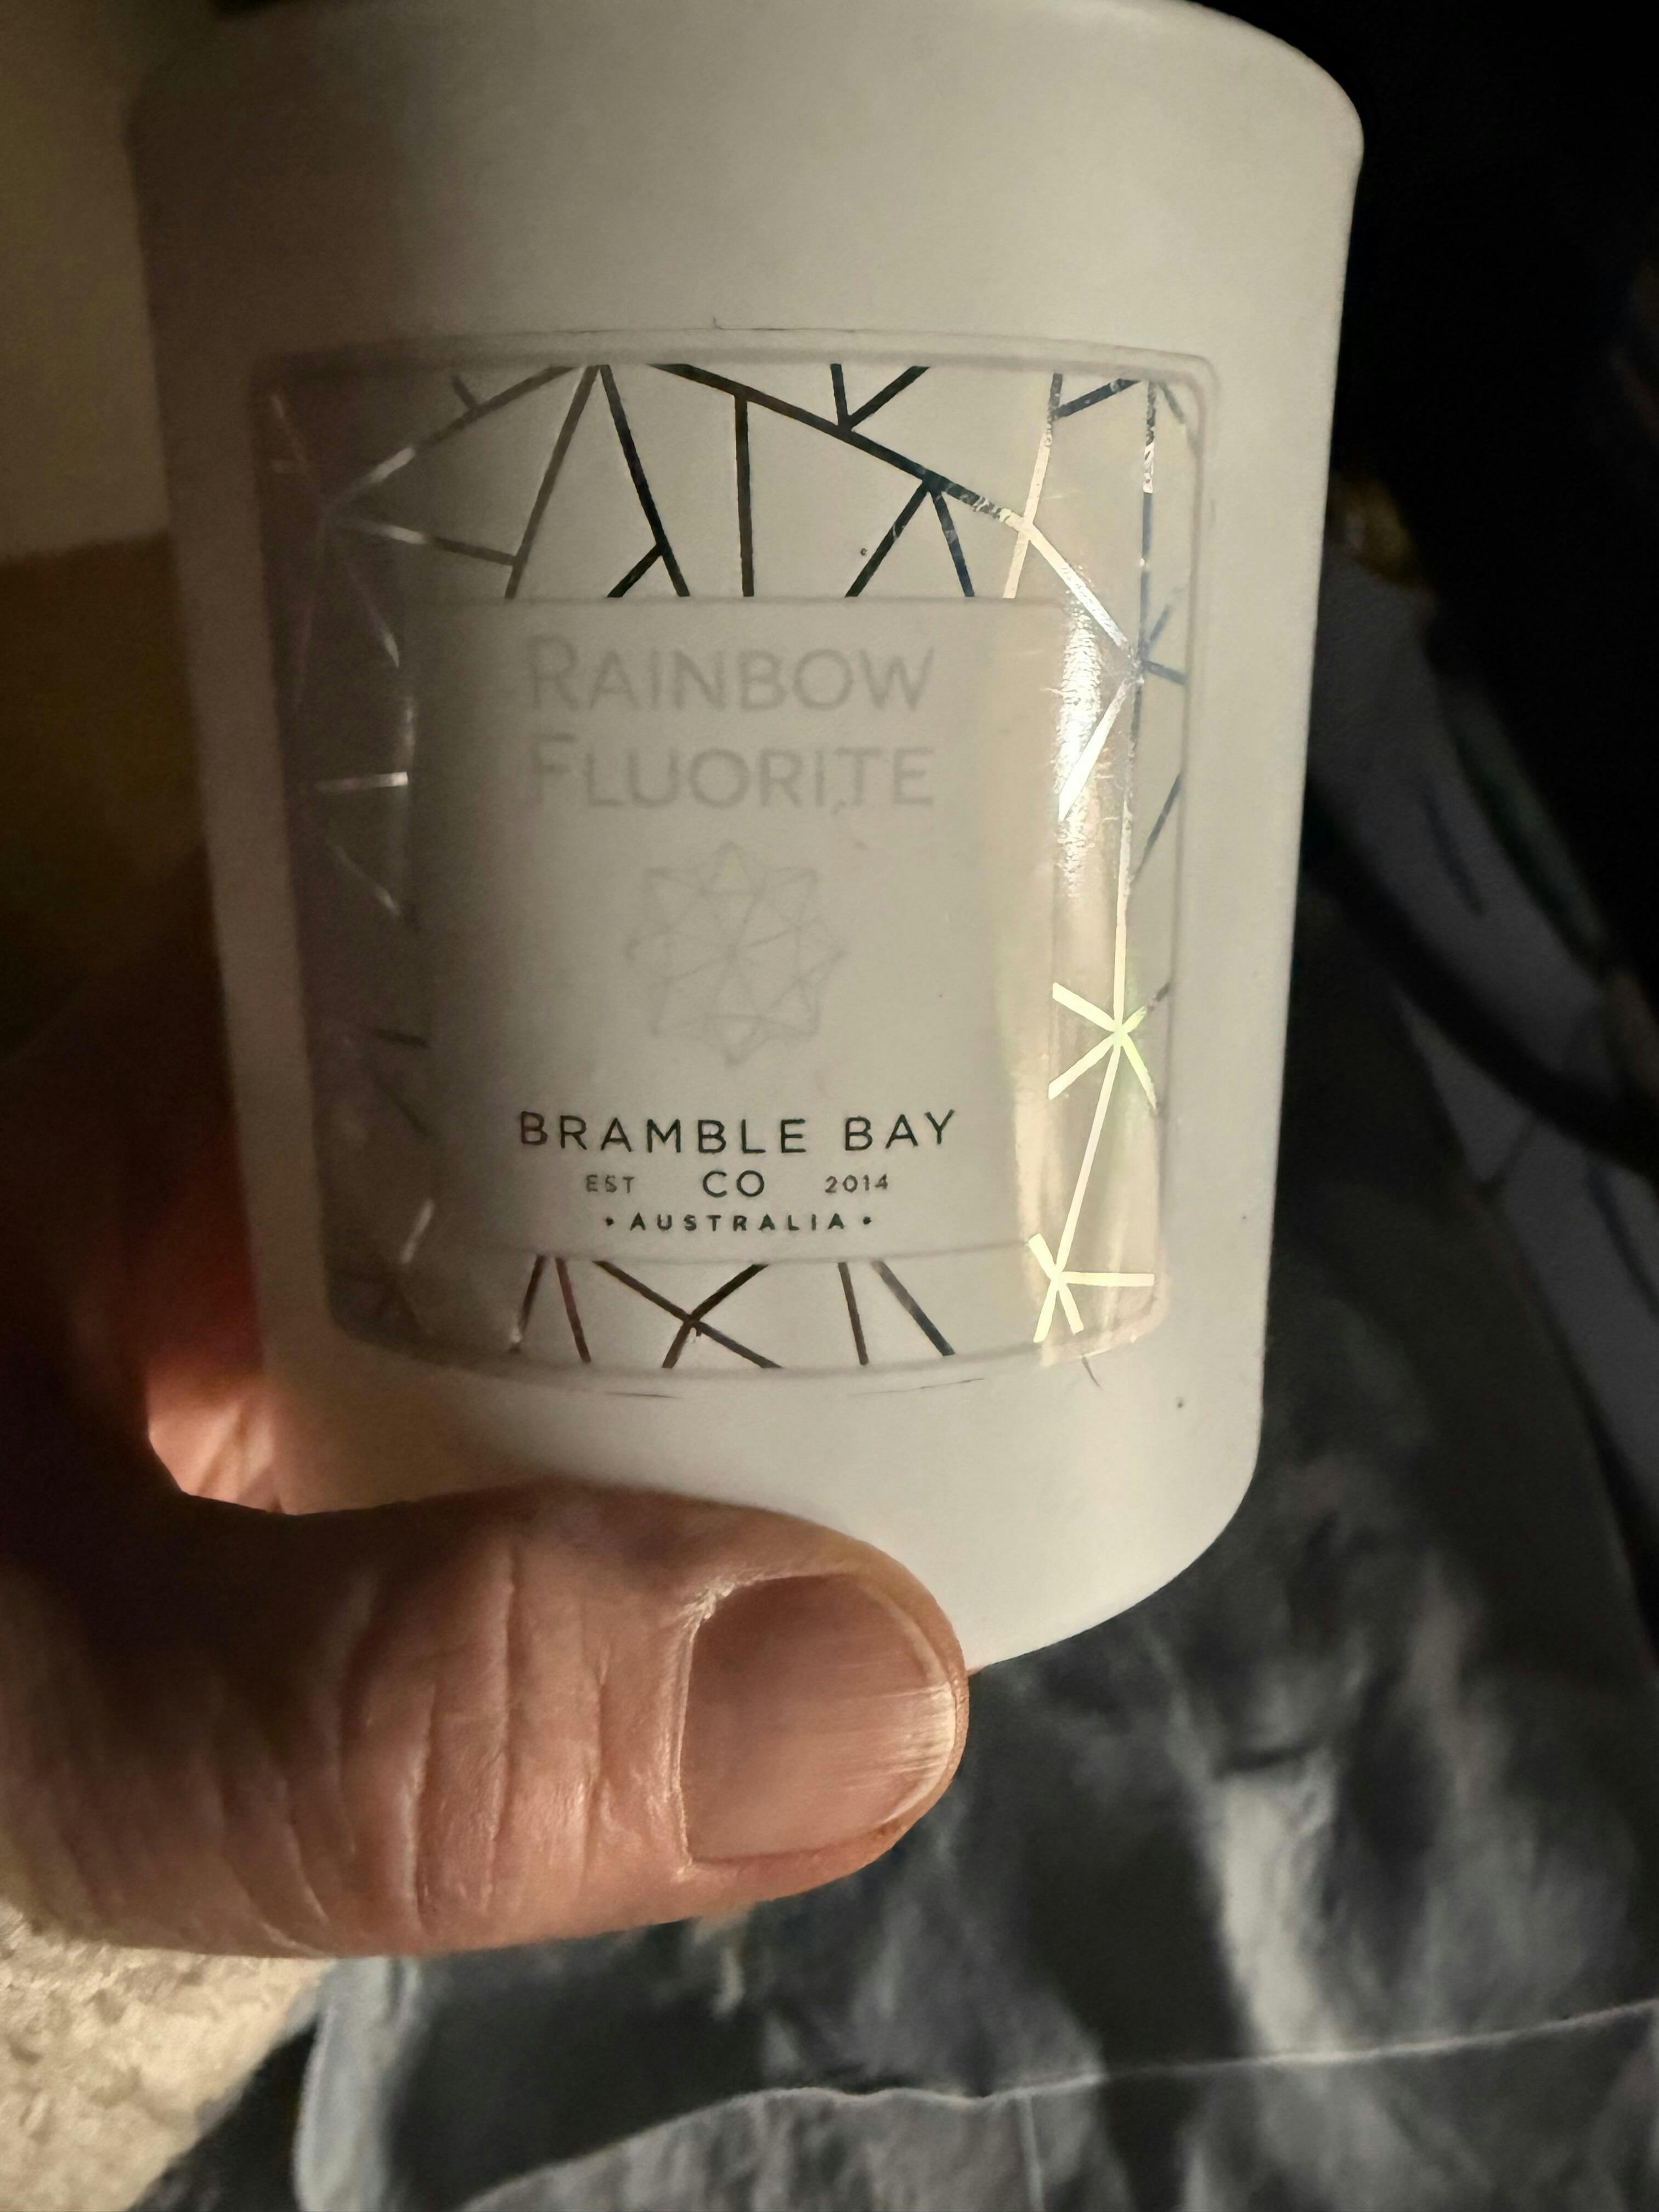 RAINBOW
FLUORITE
BRAMBLE BAY
EST CO 2014
• AUSTRALIA •